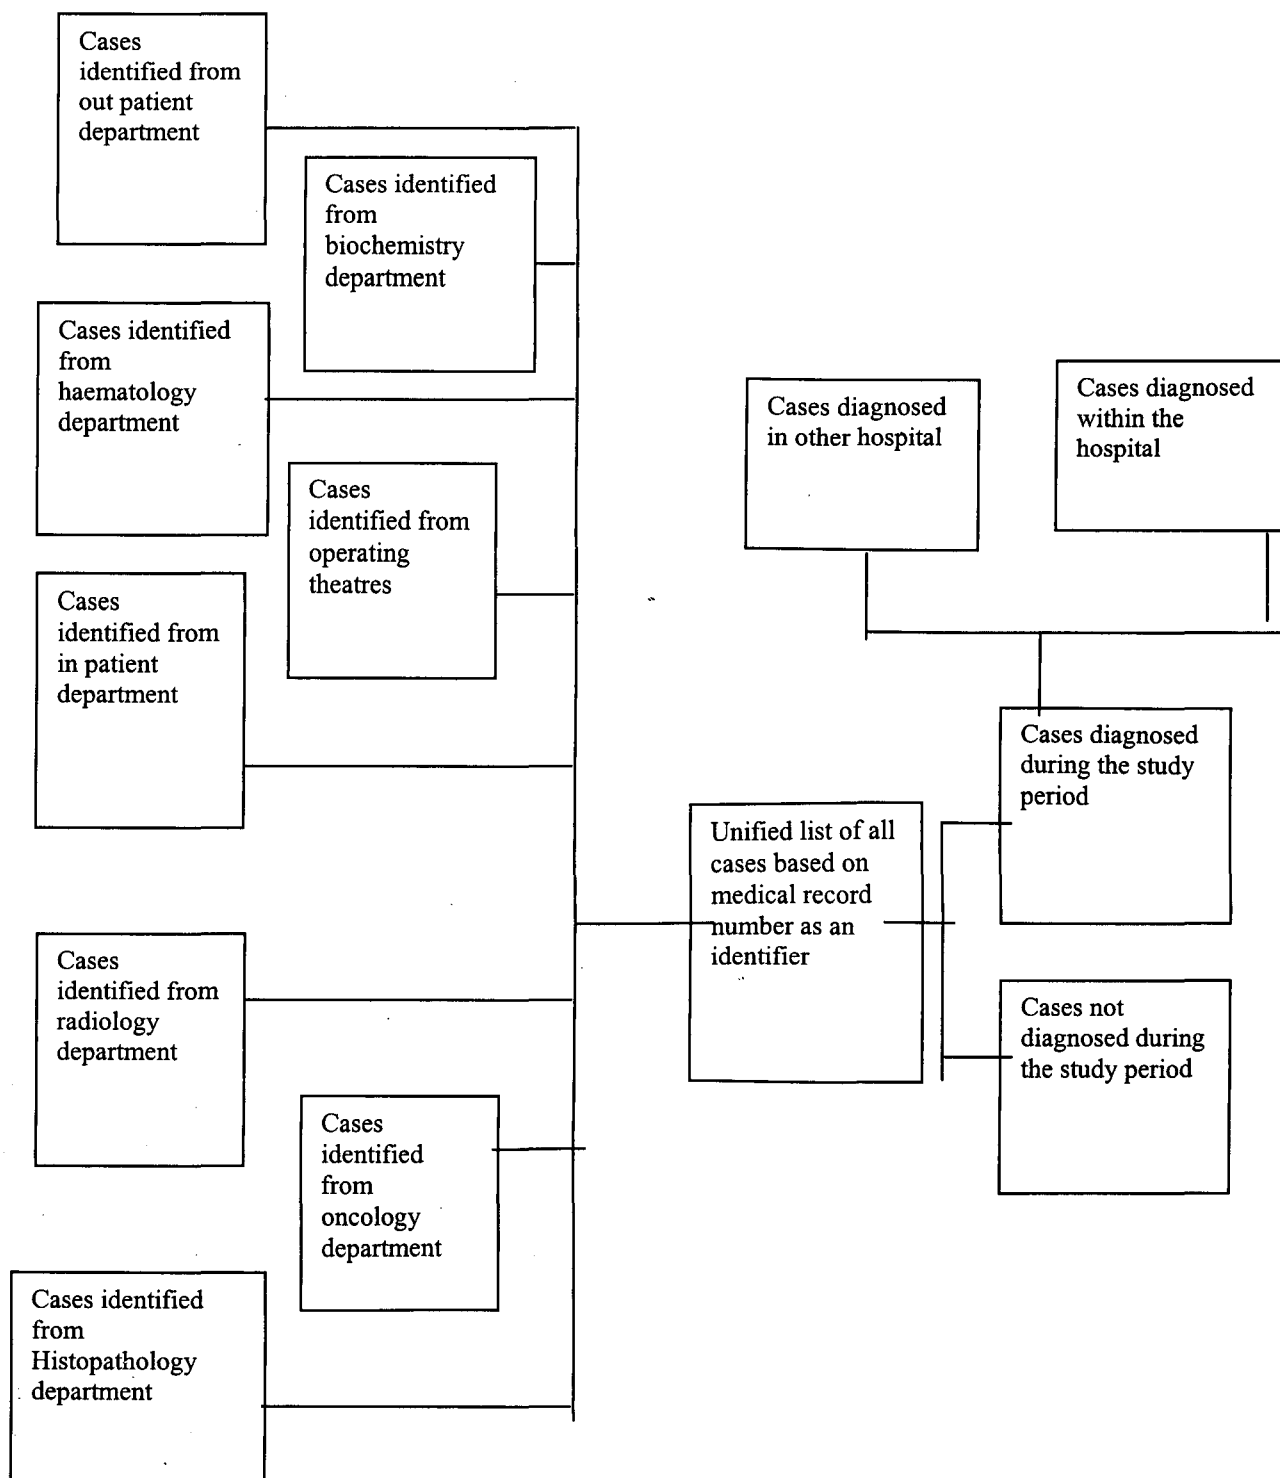 Cases
identified from
out patient
department
Cases identified
from
biochemistry
department
Cases identified
from
haematology
department
Cases
identified from
operating
theatres
Cases
identified from
in patient
department
Cases
identified from
radiology
department
Cases
identified
from
oncology
department
Cases identified
from
Histopathology
department
Unified list of all
cases based on
medical record
number as an
identifier
Cases diagnosed
in other hospital
Cases diagnosed
within the
hospital
Cases diagnosed
during the study
period
Cases not
diagnosed during
the study period